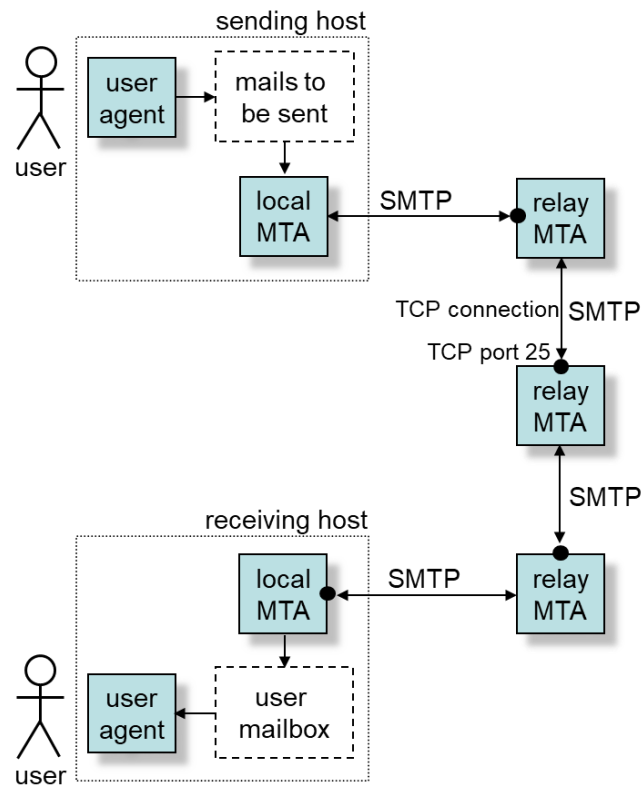 sending host
user
agent
mails to
be sent
user
local
MTA
SMTP
relay
MTA
TCP connection
SMTP
TCP port 25
relay
MTA
SMTP
receiving host
local
MTA
SMTP
relay
MTA
user
agent
user
mailbox
user